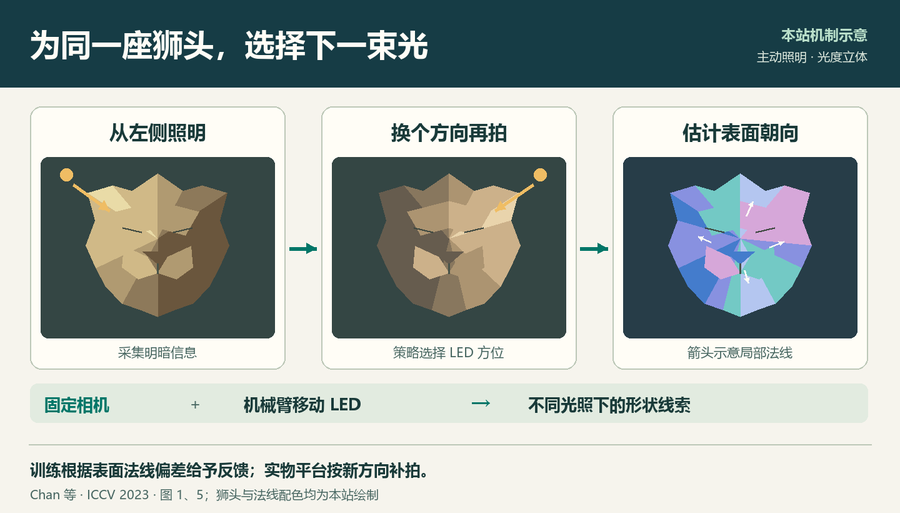 为同一座狮头，选择下一束光
本站机制示意
主动照明 · 光度立体
从左侧照明
换个方向再拍
估计表面朝向
采集明暗信息
策略选择 LED 方位
箭头示意局部法线
固定相机 + 机械臂移动 LED → 不同光照下的形状线索
训练根据表面法线偏差给予反馈；实物平台按新方向补拍。
Chan 等 · ICCV 2023 · 图 1、5；狮头与法线配色均为本站绘制